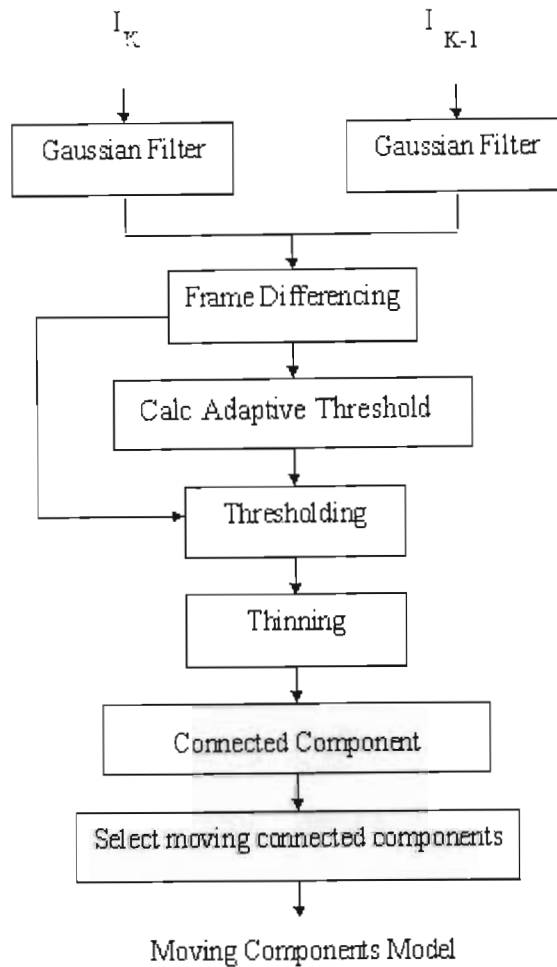 I K
I K-1
Gaussian Filter
Gaussian Filter
Frame Differencing
Calc Adaptive Threshold
Thresholding
Thinning
Connected Component
Select moving connected components
Moving Components Model